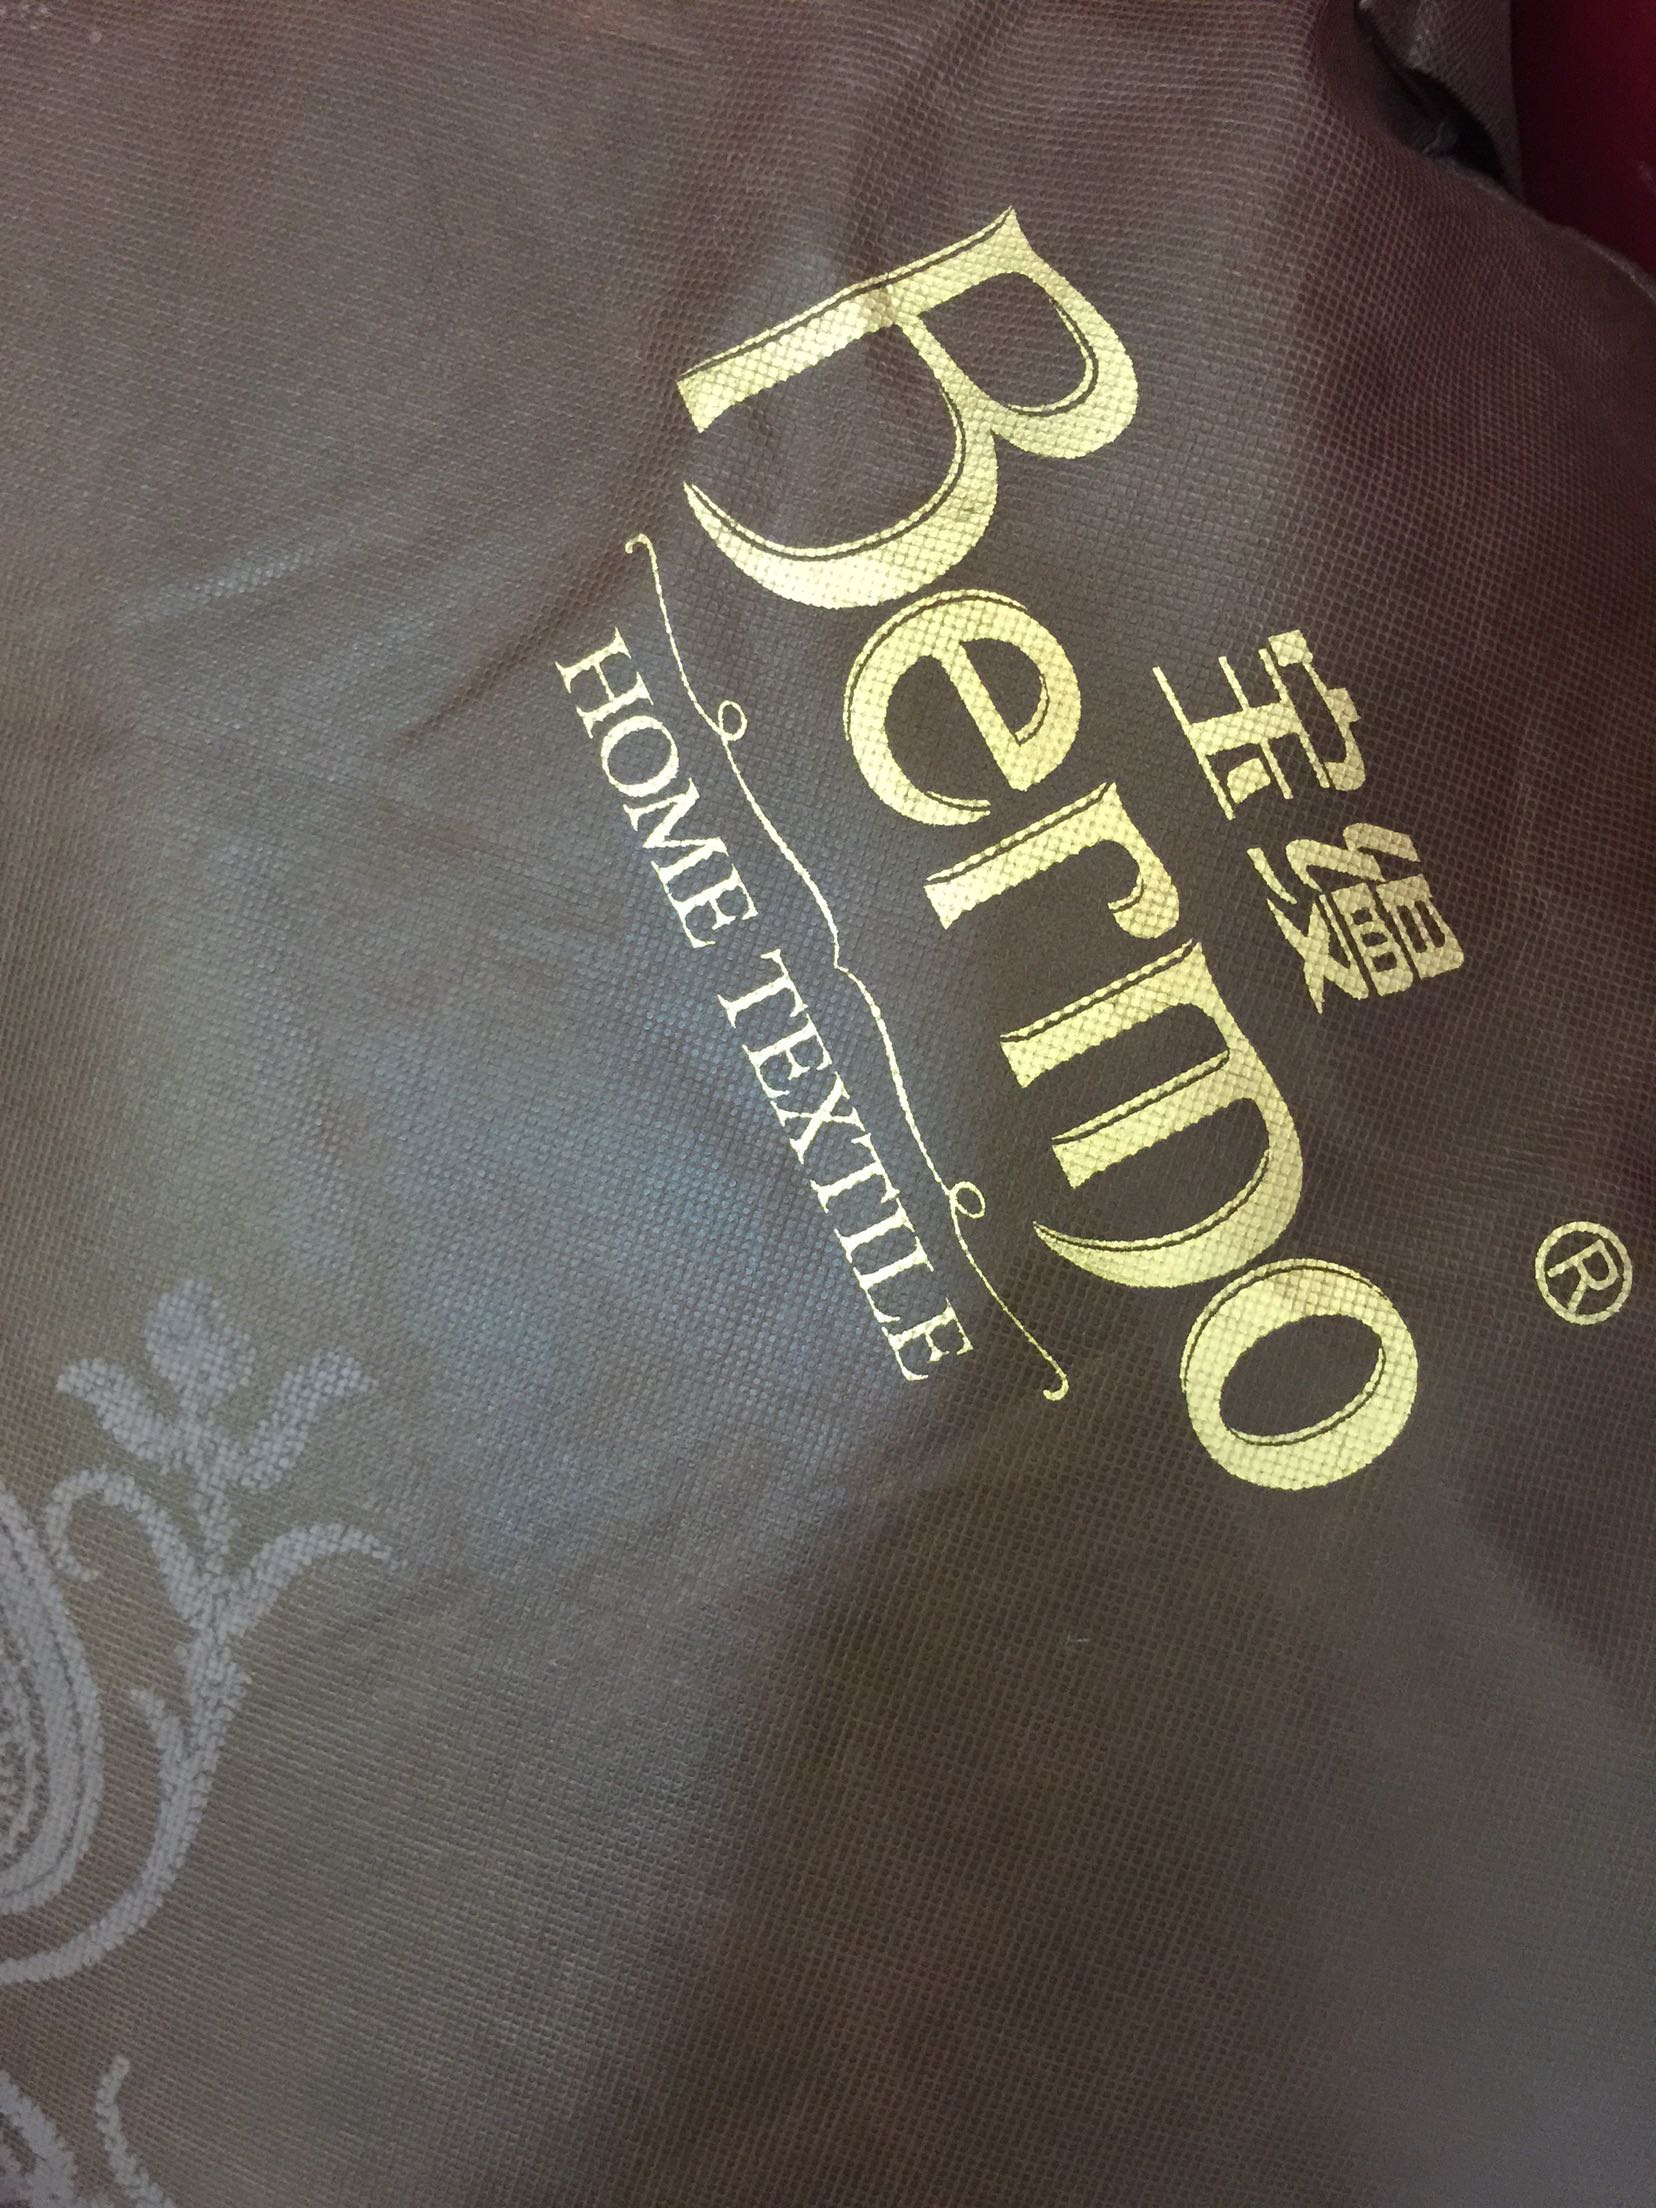 宝缦
®
BerMo
HOME TEXTILE